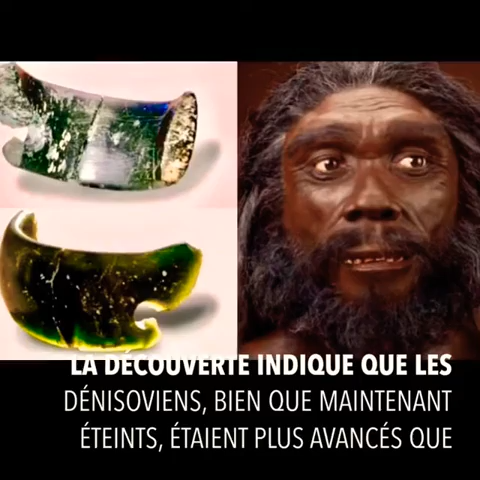 LA DÉCOUVERTE INDIQUE QUE LES
DÉNISOVIENS, BIEN QUE MAINTENANT
ÉTEINTS, ÉTAIENT PLUS AVANCÉS QUE